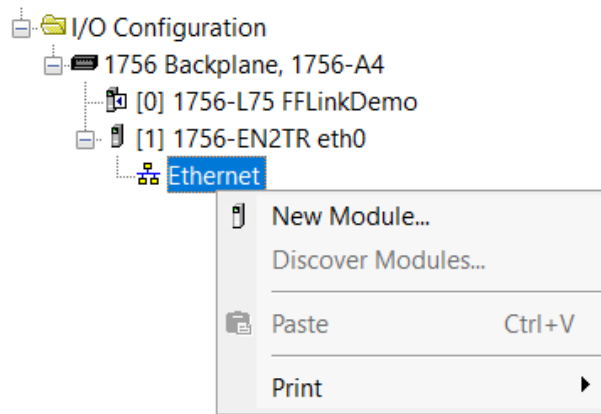 I/O Configuration
1756 Backplane, 1756-A4
[0] 1756-L75 FFLinkDemo
[1] 1756-EN2TR eth0
Ethernet
New Module...
Discover Modules...
Paste Ctrl+V
Print